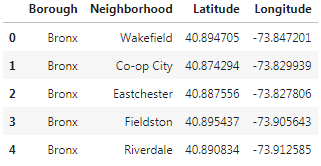 Borough Neighborhood Latitude Longitude
0 Bronx Wakefield 40.894705 -73.847201
1 Bronx Co-op City 40.874294 -73.829939
2 Bronx Eastchester 40.887556 -73.827806
3 Bronx Fieldston 40.895437 -73.905643
4 Bronx Riverdale 40.890834 -73.912585